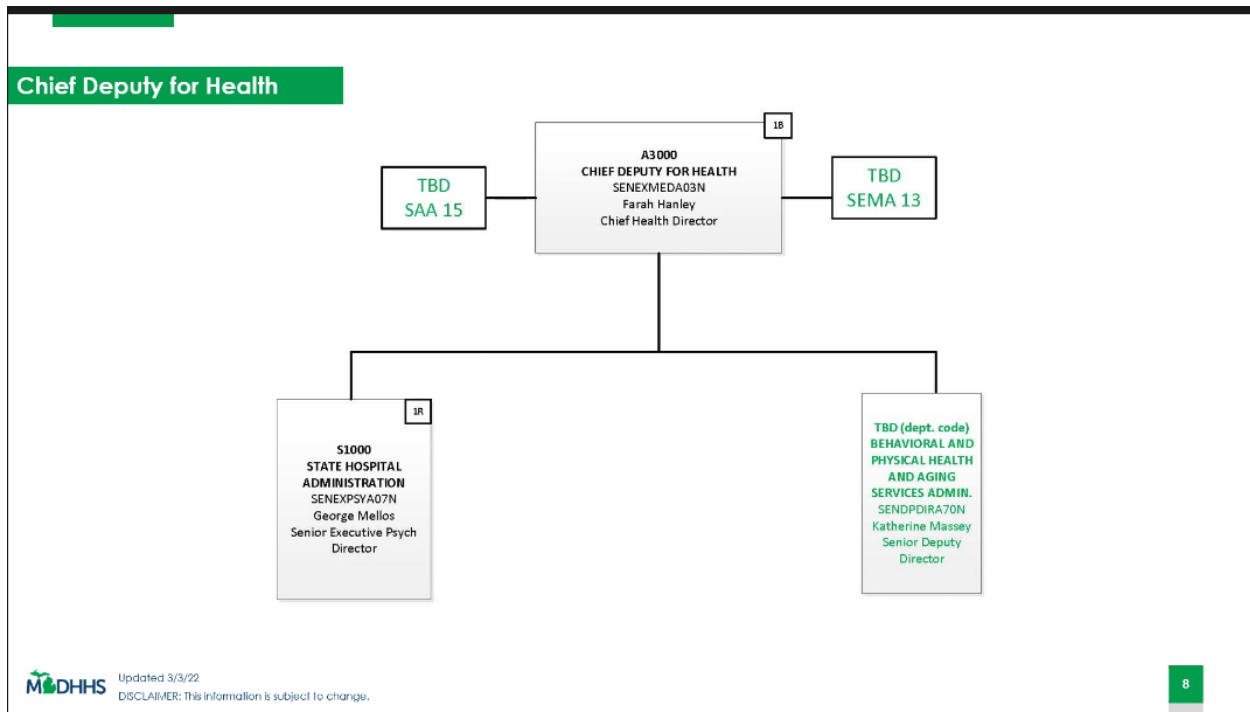 Chief Deputy for Health
1B
A3000
CHIEF DEPUTY FOR HEALTH
SENEXMEDA03N
Farah Hanley
Chief Health Director
TBD
SAA 15
TBD
SEMA 13
1R
S1000
STATE HOSPITAL
ADMINISTRATION
SENEXPSYA07N
George Mellos
Senior Executive Psych
Director
TBD (dept. code)
BEHAVIORAL AND
PHYSICAL HEALTH
AND AGING
SERVICES ADMIN.
SENDPDIRA70N
Katherine Massey
Senior Deputy
Director
MDHHS
Updated 3/3/22
DISCLAIMER: This information is subject to change.
8